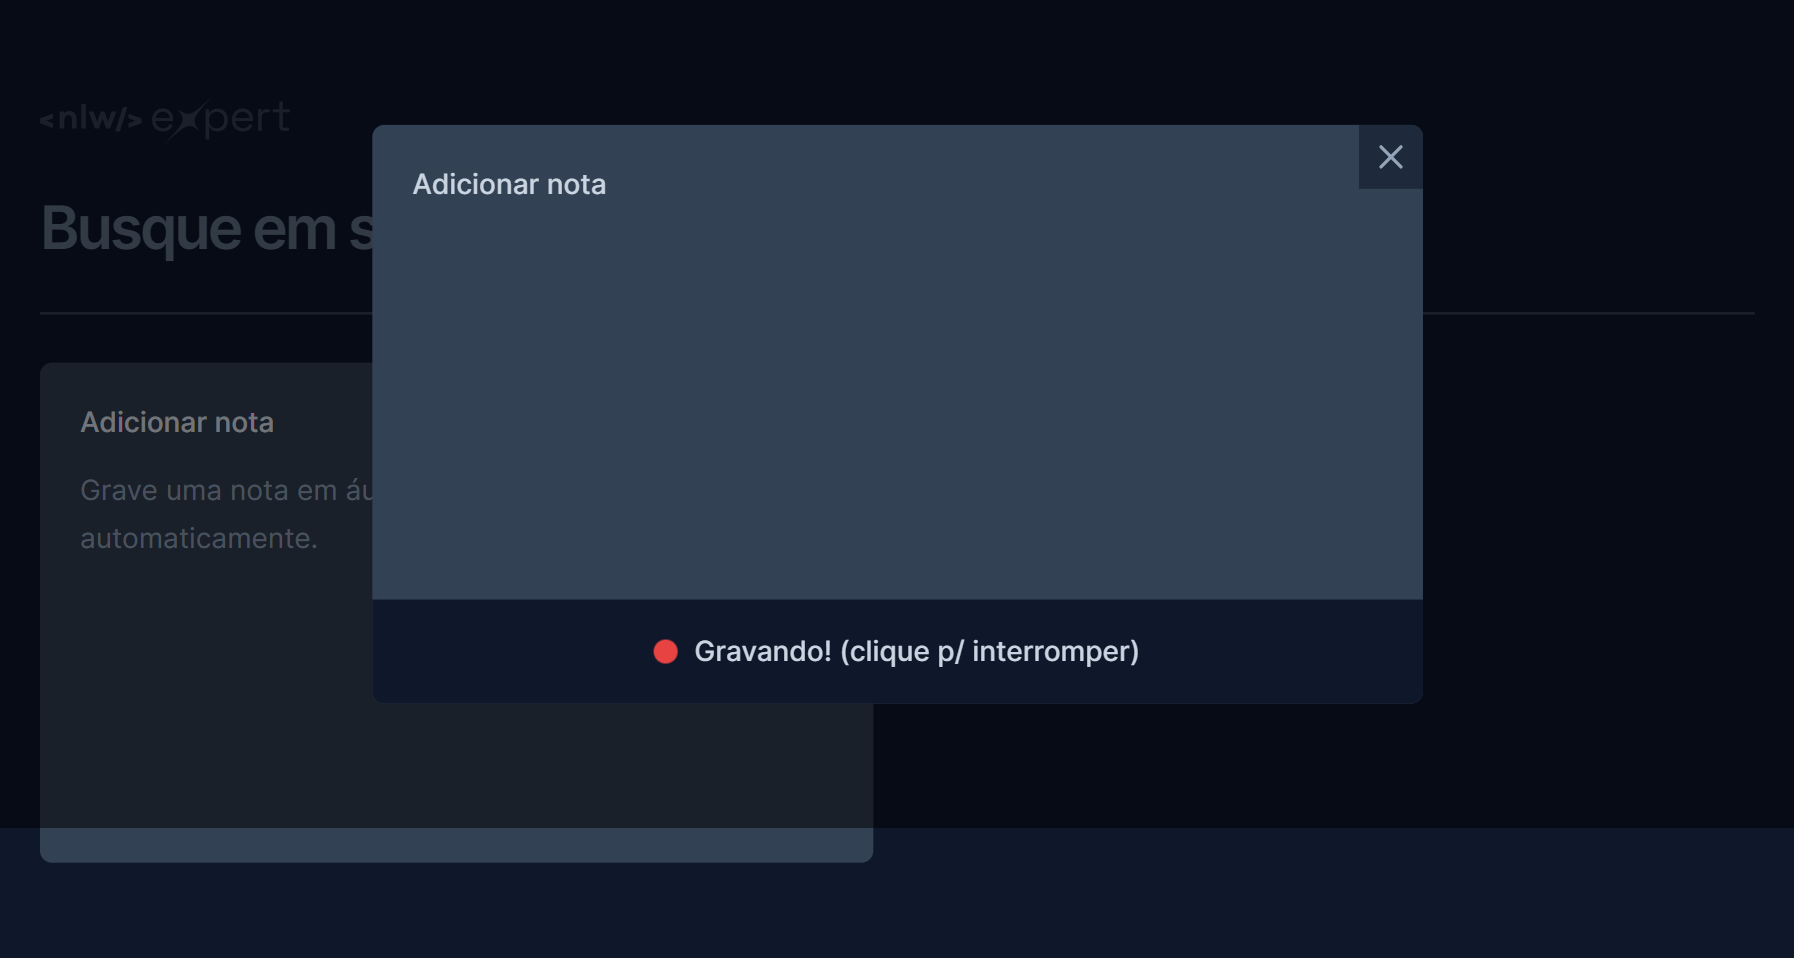 <nlw/> expert
Busque em s
Adicionar nota
Adicionar nota
Grave uma nota em áu
automaticamente.
Gravando! (clique p/ interromper)